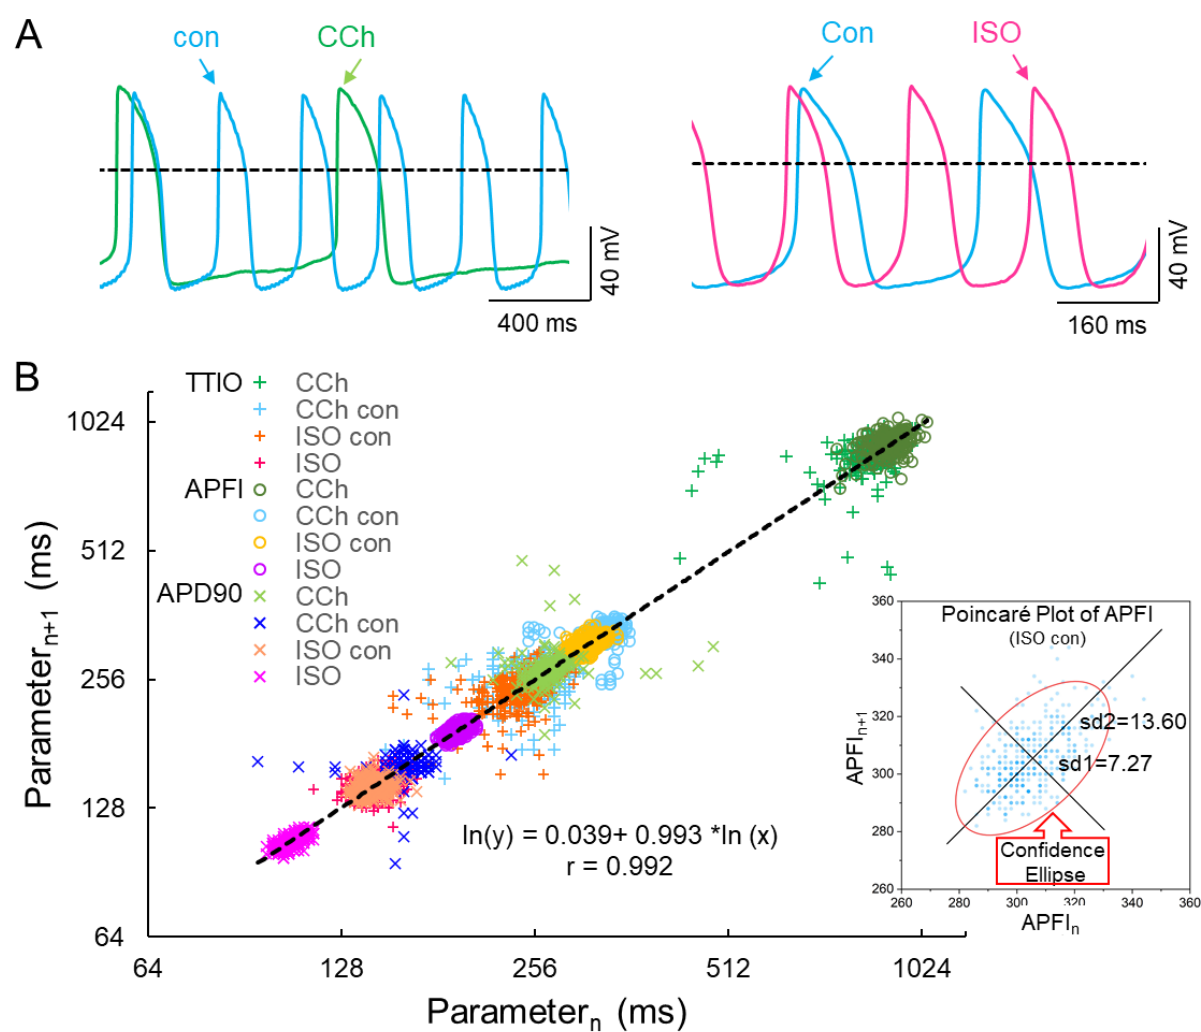 A
con
CCh
Con
ISO
40 mV
400 ms
40 mV
160 ms
B
TTIO + CCh
+ CCh con
+ ISO con
+ ISO
APFI CCh
CCh con
ISO con
ISO
APD90 × CCh
× CCh con
× ISO con
× ISO
1024
512
256
128
64
64
128
256
512
1024
Parameter n+1 (ms)
Parameter n (ms)
ln(y) = 0.039+ 0.993 *ln (x)
r = 0.992
Poincaré Plot of APFI
(ISO con)
360
340
320
300
280
260
260
280
300
320
340
360
sd2=13.60
sd1=7.27
Confidence
Ellipse
APFI n+1
APFI n